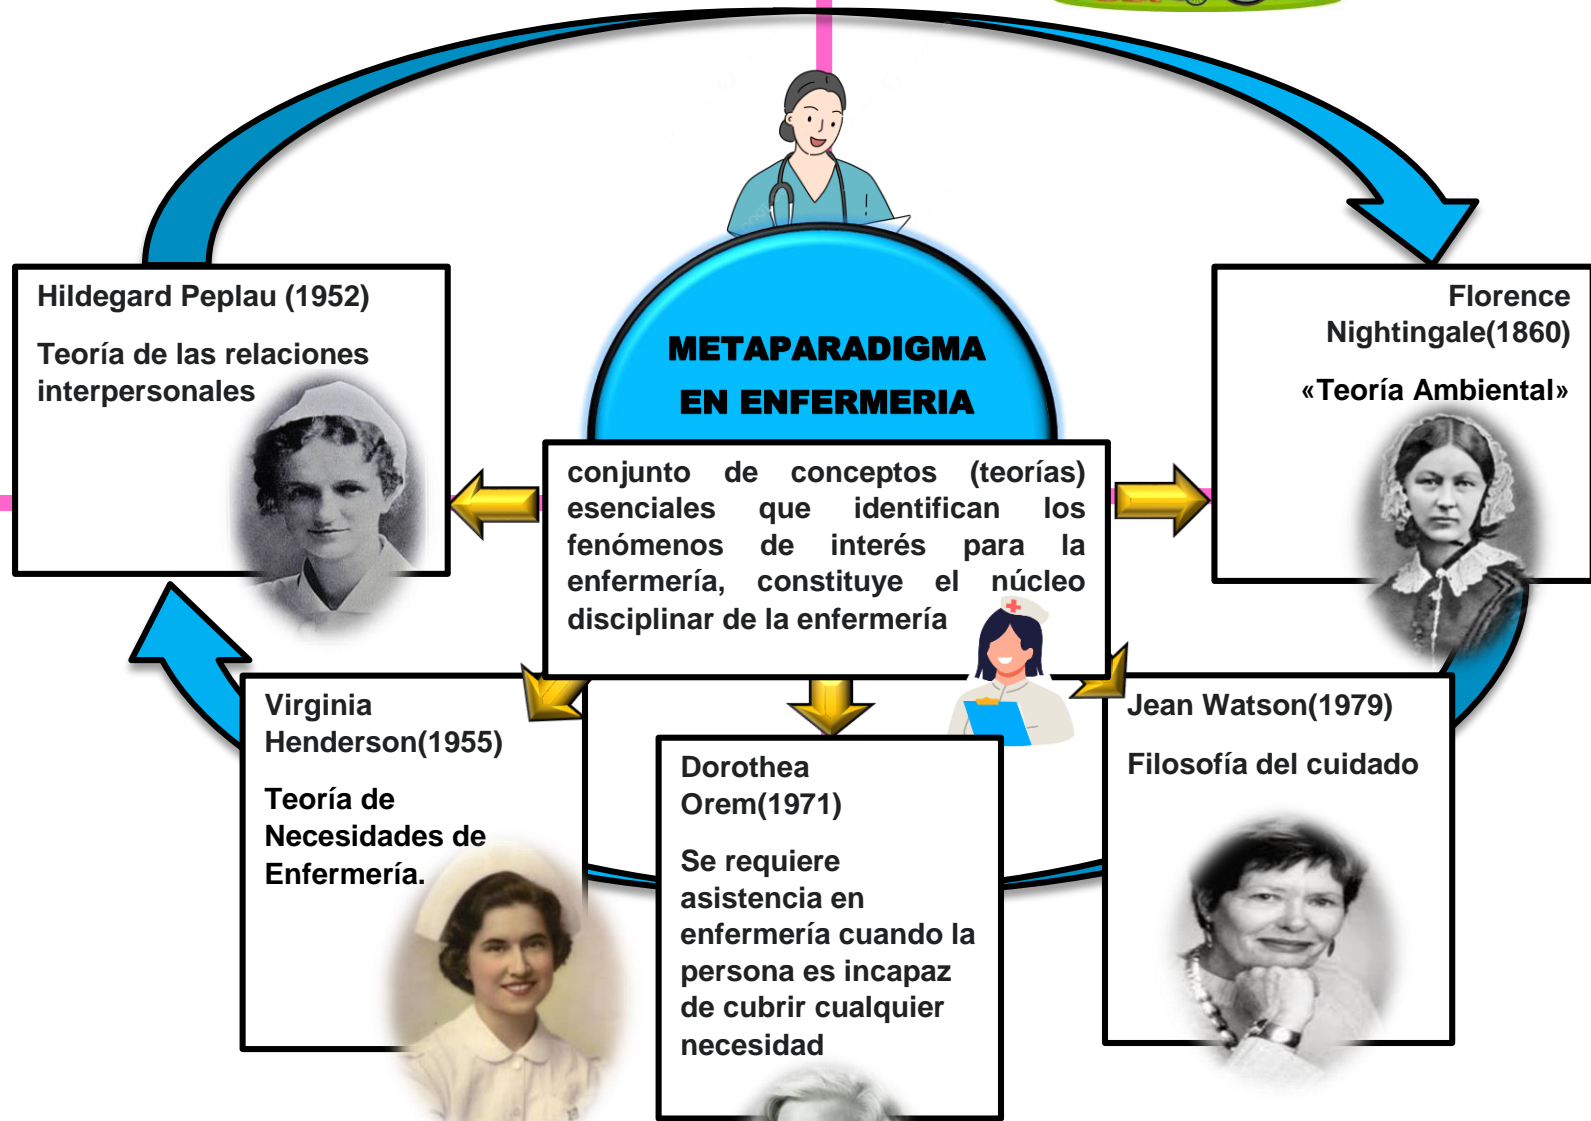 METAPARADIGMA
EN ENFERMERIA
conjunto de conceptos (teorías)
esenciales que identifican los
fenómenos de interés para la
enfermería, constituye el núcleo
disciplinar de la enfermería
Hildegard Peplau (1952)
Teoría de las relaciones
interpersonales
Florence
Nightingale(1860)
«Teoría Ambiental»
Virginia
Henderson(1955)
Teoría de
Necesidades de
Enfermería.
Dorothea
Orem(1971)
Se requiere
asistencia en
enfermería cuando la
persona es incapaz
de cubrir cualquier
necesidad
Jean Watson(1979)
Filosofía del cuidado